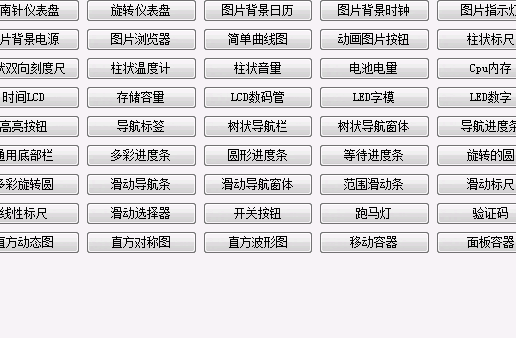 南针仪表盘 旋转仪表盘 图片背景日历 图片背景时钟 图片指示灯
片背景电源 图片浏览器 简单曲线图 动画图片按钮 柱状标尺
状双向刻度尺 柱状温度计 柱状音量 电池电量 Cpu内存
时间LCD 存储容量 LCD数码管 LED字模 LED数字
高亮按钮 导航标签 树状导航栏 树状导航窗体 导航进度条
通用底部栏 多彩进度条 圆形进度条 等待进度条 旋转的圆
多彩旋转圆 滑动导航条 滑动导航窗体 范围滑动条 滑动标尺
线性标尺 滑动选择器 开关按钮 跑马灯 验证码
直方动态图 直方对称图 直方波形图 移动容器 面板容器